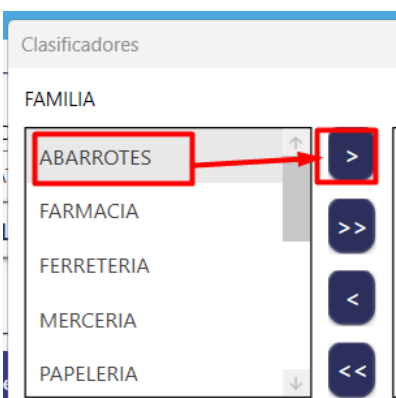 Clasificadores
FAMILIA
ABARROTES
>
FARMACIA
>>
FERRETERIA
<
MERCERIA
PAPELERIA
<<